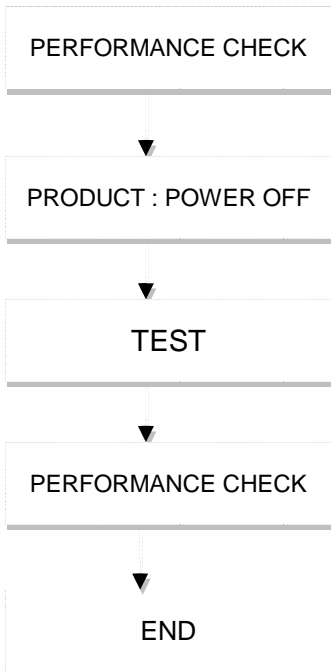 PERFORMANCE CHECK
PRODUCT : POWER OFF
TEST
PERFORMANCE CHECK
END